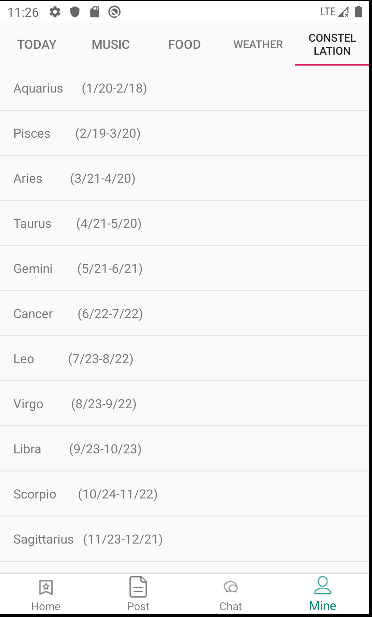 11:26 LTE
TODAY MUSIC FOOD WEATHER CONSTEL
LATION
Aquarius (1/20-2/18)
Pisces (2/19-3/20)
Aries (3/21-4/20)
Taurus (4/21-5/20)
Gemini (5/21-6/21)
Cancer (6/22-7/22)
Leo (7/23-8/22)
Virgo (8/23-9/22)
Libra (9/23-10/23)
Scorpio (10/24-11/22)
Sagittarius (11/23-12/21)
Home Post Chat Mine